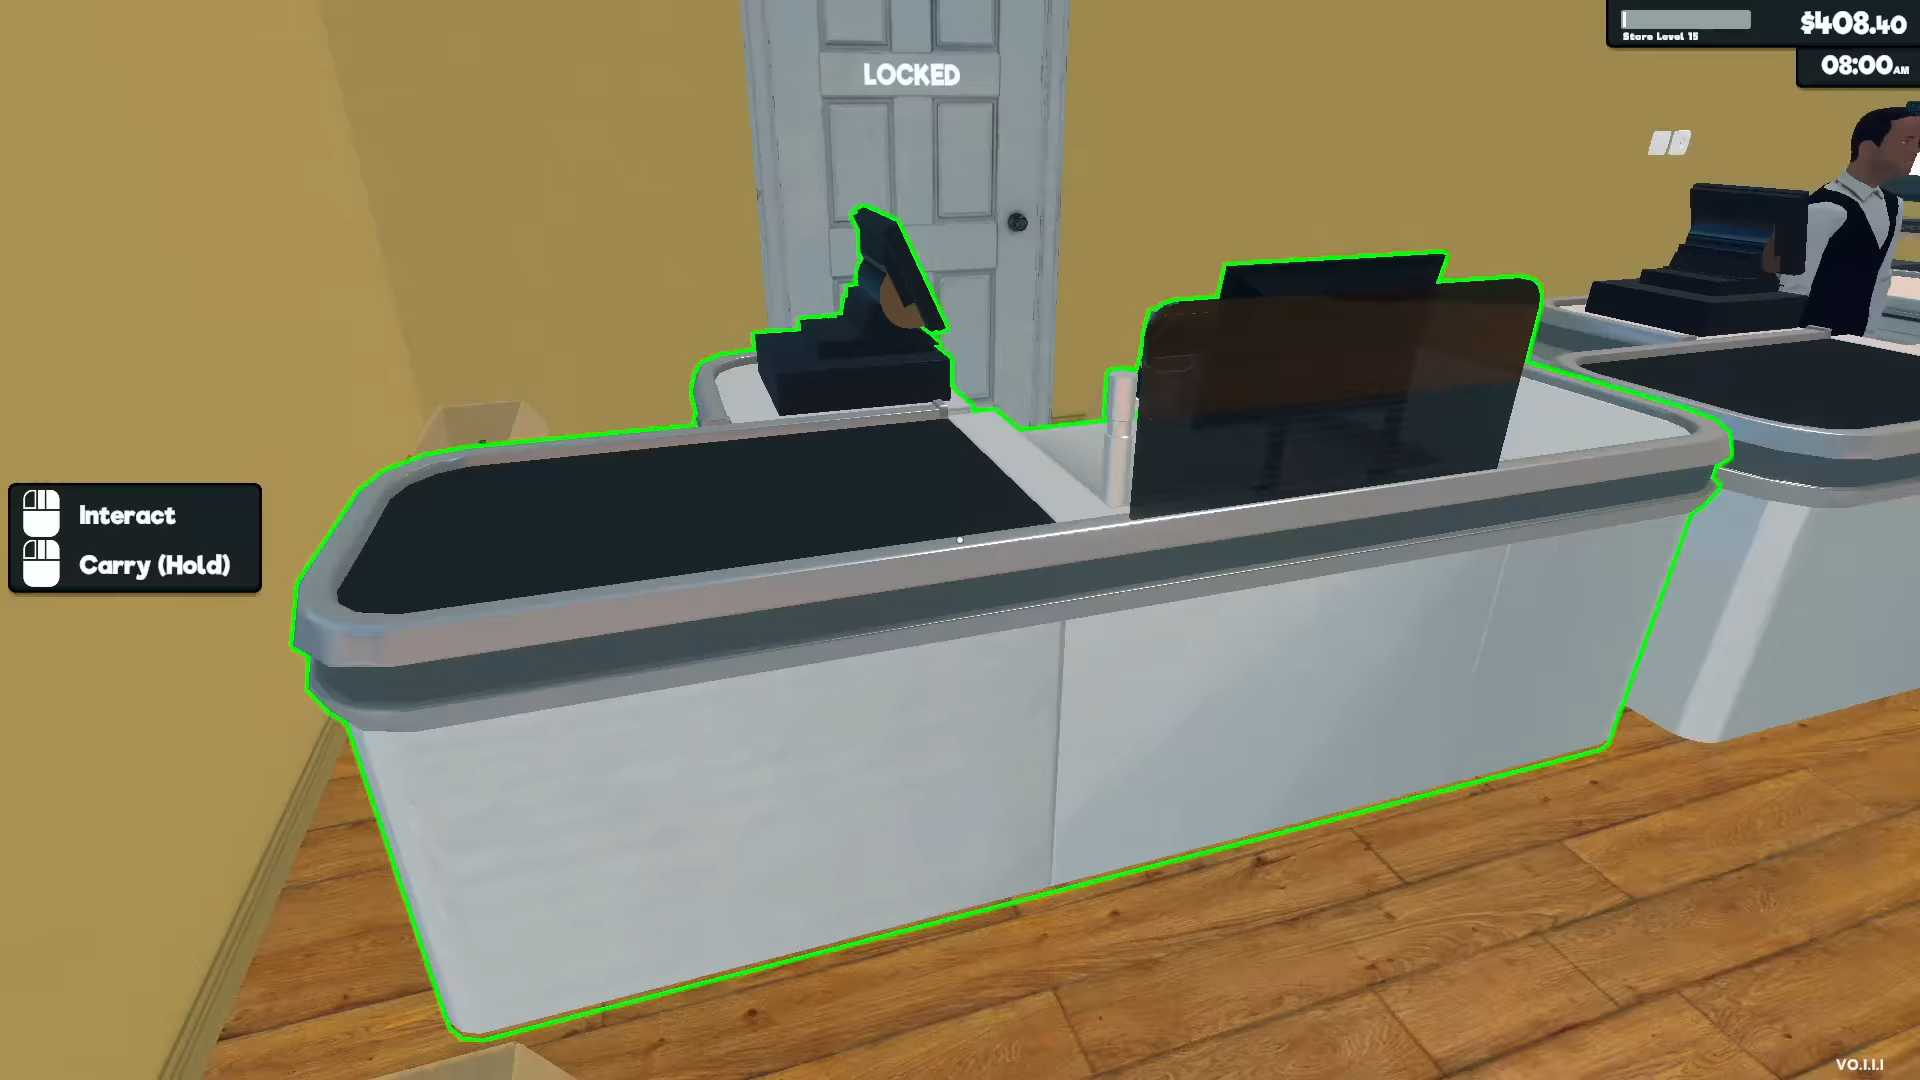 Store Level 15
$408.40
08:00AM
LOCKED
Interact
Carry (Hold)
V0.1.1.1